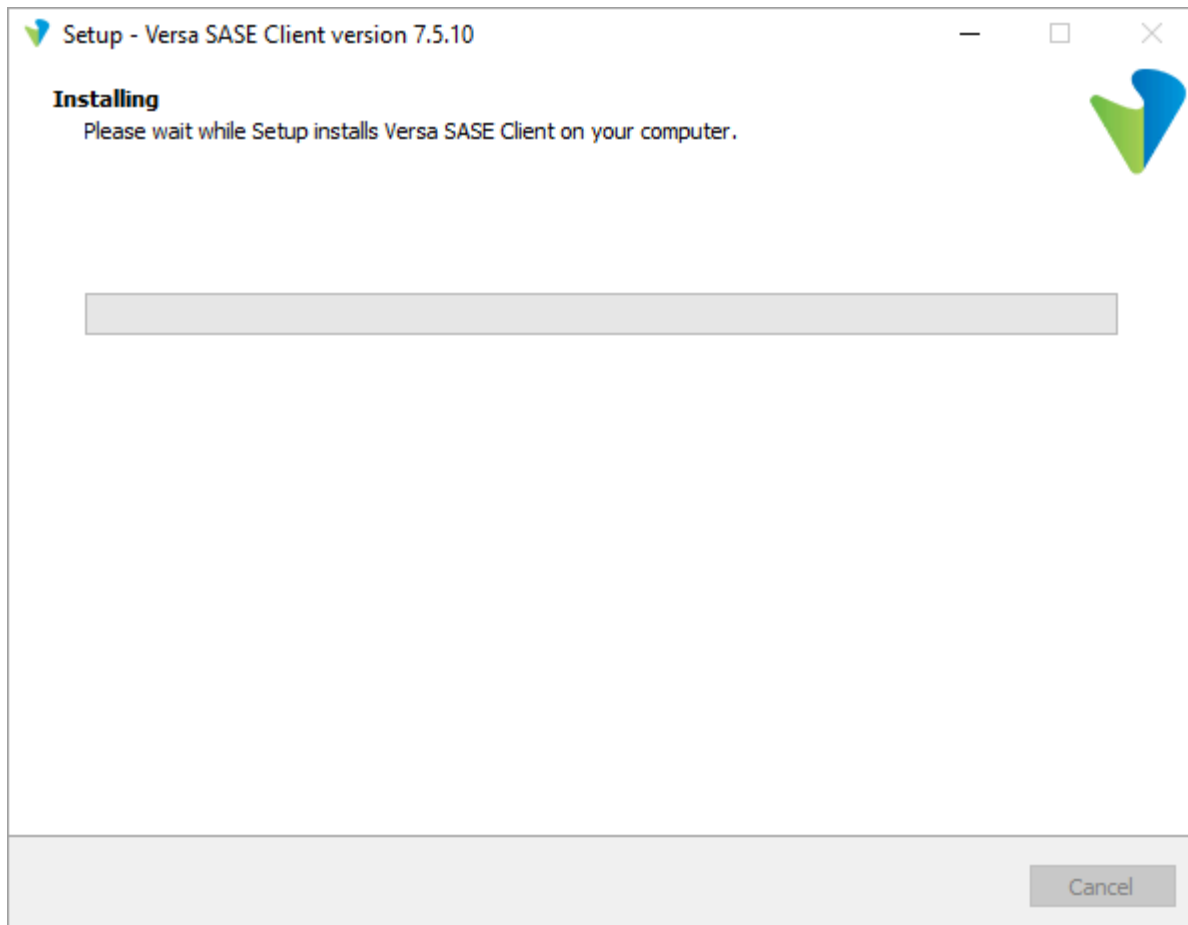 Setup - Versa SASE Client version 7.5.10
Installing
Please wait while Setup installs Versa SASE Client on your computer.
Cancel